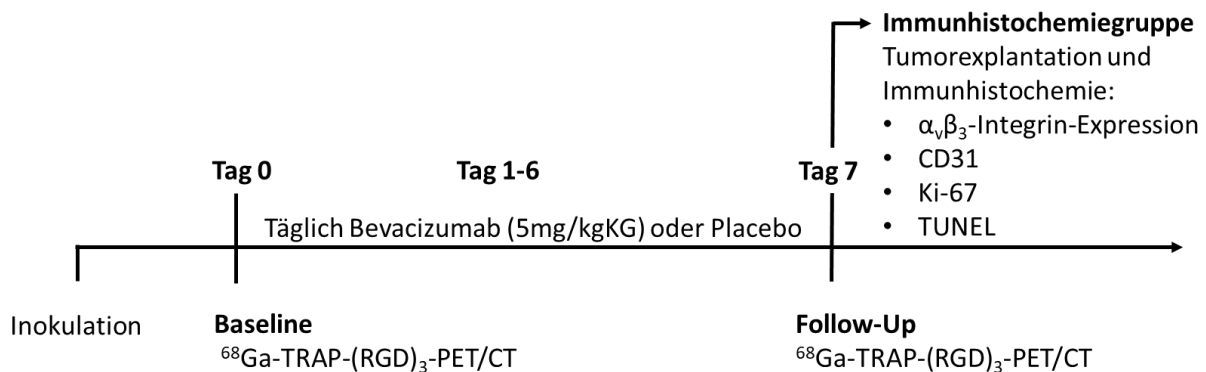 Immunhistochemiegruppe
Tumorexplantation und
Immunhistochemie:
• αvβ3-Integrin-Expression
• CD31
• Ki-67
• TUNEL
Tag 0
Tag 1-6
Tag 7
Täglich Bevacizumab (5mg/kgKG) oder Placebo
Inokulation
Baseline
⁶⁸Ga-TRAP-(RGD)₃-PET/CT
Follow-Up
⁶⁸Ga-TRAP-(RGD)₃-PET/CT